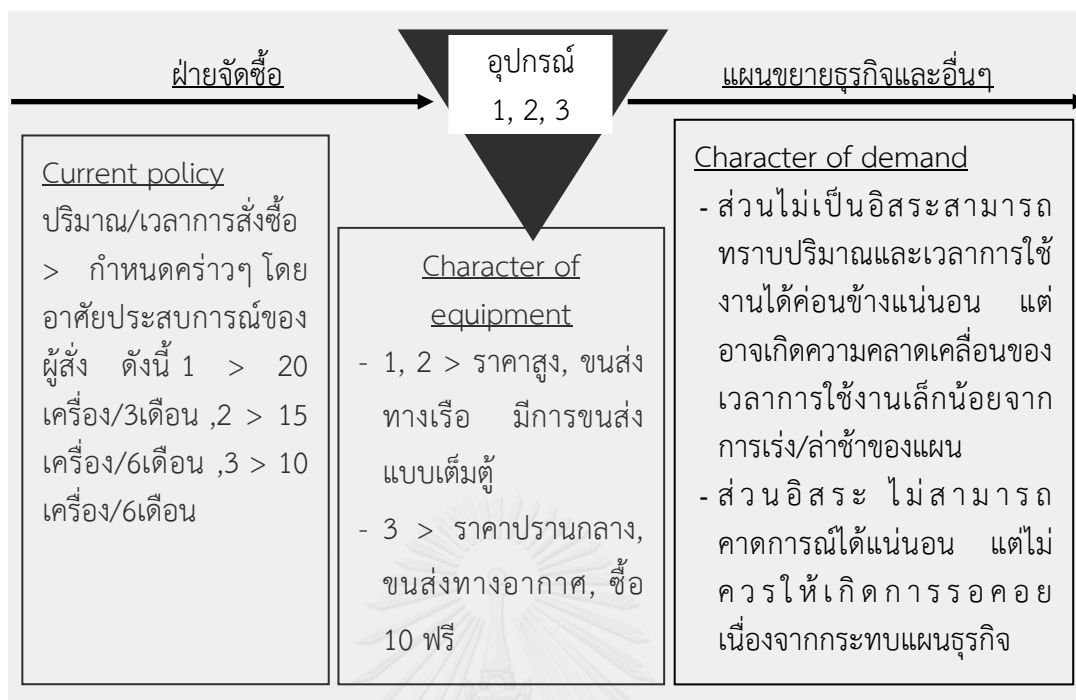 ฝ่ายจัดซื้อ
อุปกรณ์
1, 2, 3
แผนขยายธุรกิจและอื่นๆ
Current policy
ปริมาณ/เวลาการสั่งซื้อ
> กำหนดคร่าวๆ โดย
อาศัยประสบการณ์ของ
ผู้สั่ง ดังนี้ 1 > 20
เครื่อง/3เดือน ,2 > 15
เครื่อง/6เดือน ,3 > 10
เครื่อง/6เดือน
Character of
equipment
- 1, 2 > ราคาสูง, ขนส่ง
ทางเรือ มีการขนส่ง
แบบเต็มตู้
- 3 > ราคาปรานกลาง,
ขนส่งทางอากาศ, ซื้อ
10 ฟรี
Character of demand
- ส่วนไม่เป็นอิสระสามารถ
ทราบปริมาณและเวลาการใช้
งานได้ค่อนข้างแน่นอน แต่
อาจเกิดความคลาดเคลื่อนของ
เวลาการใช้งานเล็กน้อยจาก
การเร่ง/ล่าช้าของแผน
- ส่วนอิสระ ไม่สามารถ
คาดการณ์ได้แน่นอน แต่ไม่
ควรให้เกิดการรอคอย
เนื่องจากกระทบแผนธุรกิจ